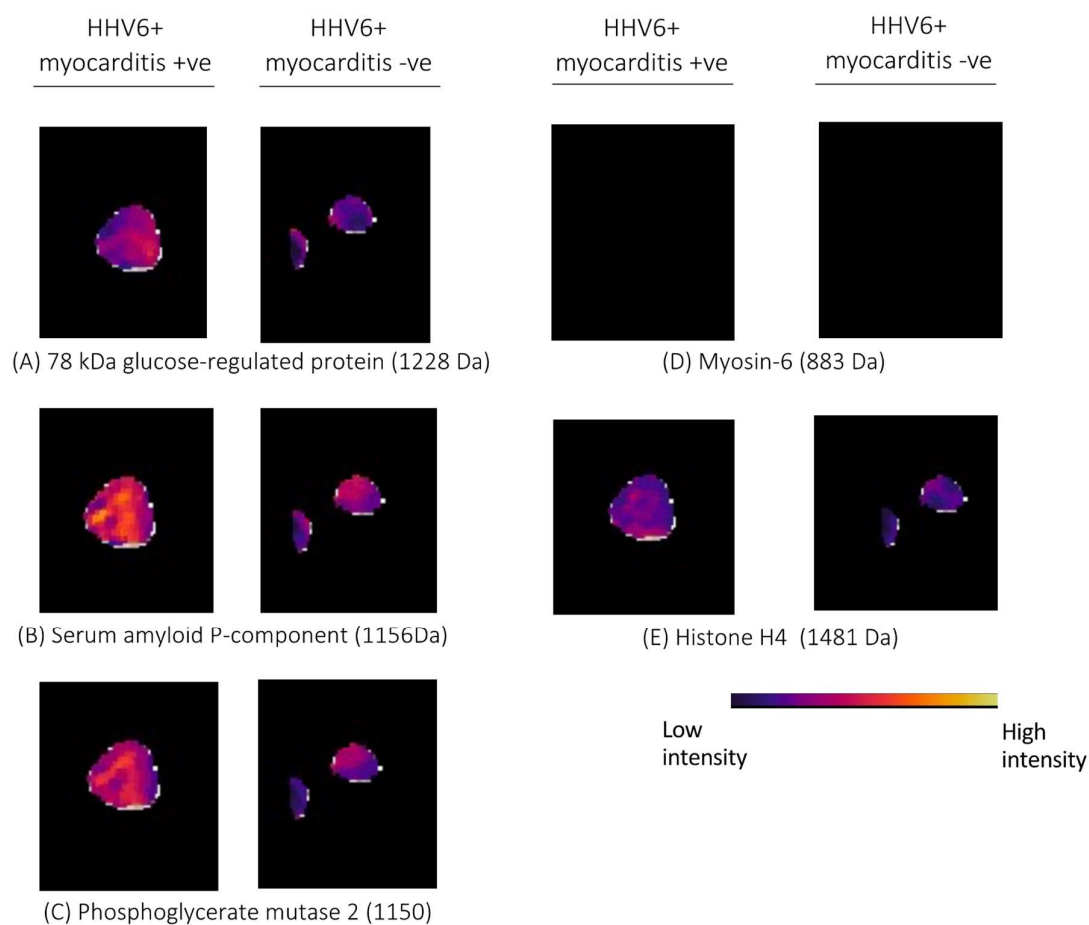 HHV6+
myocarditis +ve
HHV6+
myocarditis -ve
HHV6+
myocarditis +ve
HHV6+
myocarditis -ve
(A) 78 kDa glucose-regulated protein (1228 Da)
(D) Myosin-6 (883 Da)
(B) Serum amyloid P-component (1156Da)
(E) Histone H4 (1481 Da)
Low
intensity
High
intensity
(C) Phosphoglycerate mutase 2 (1150)